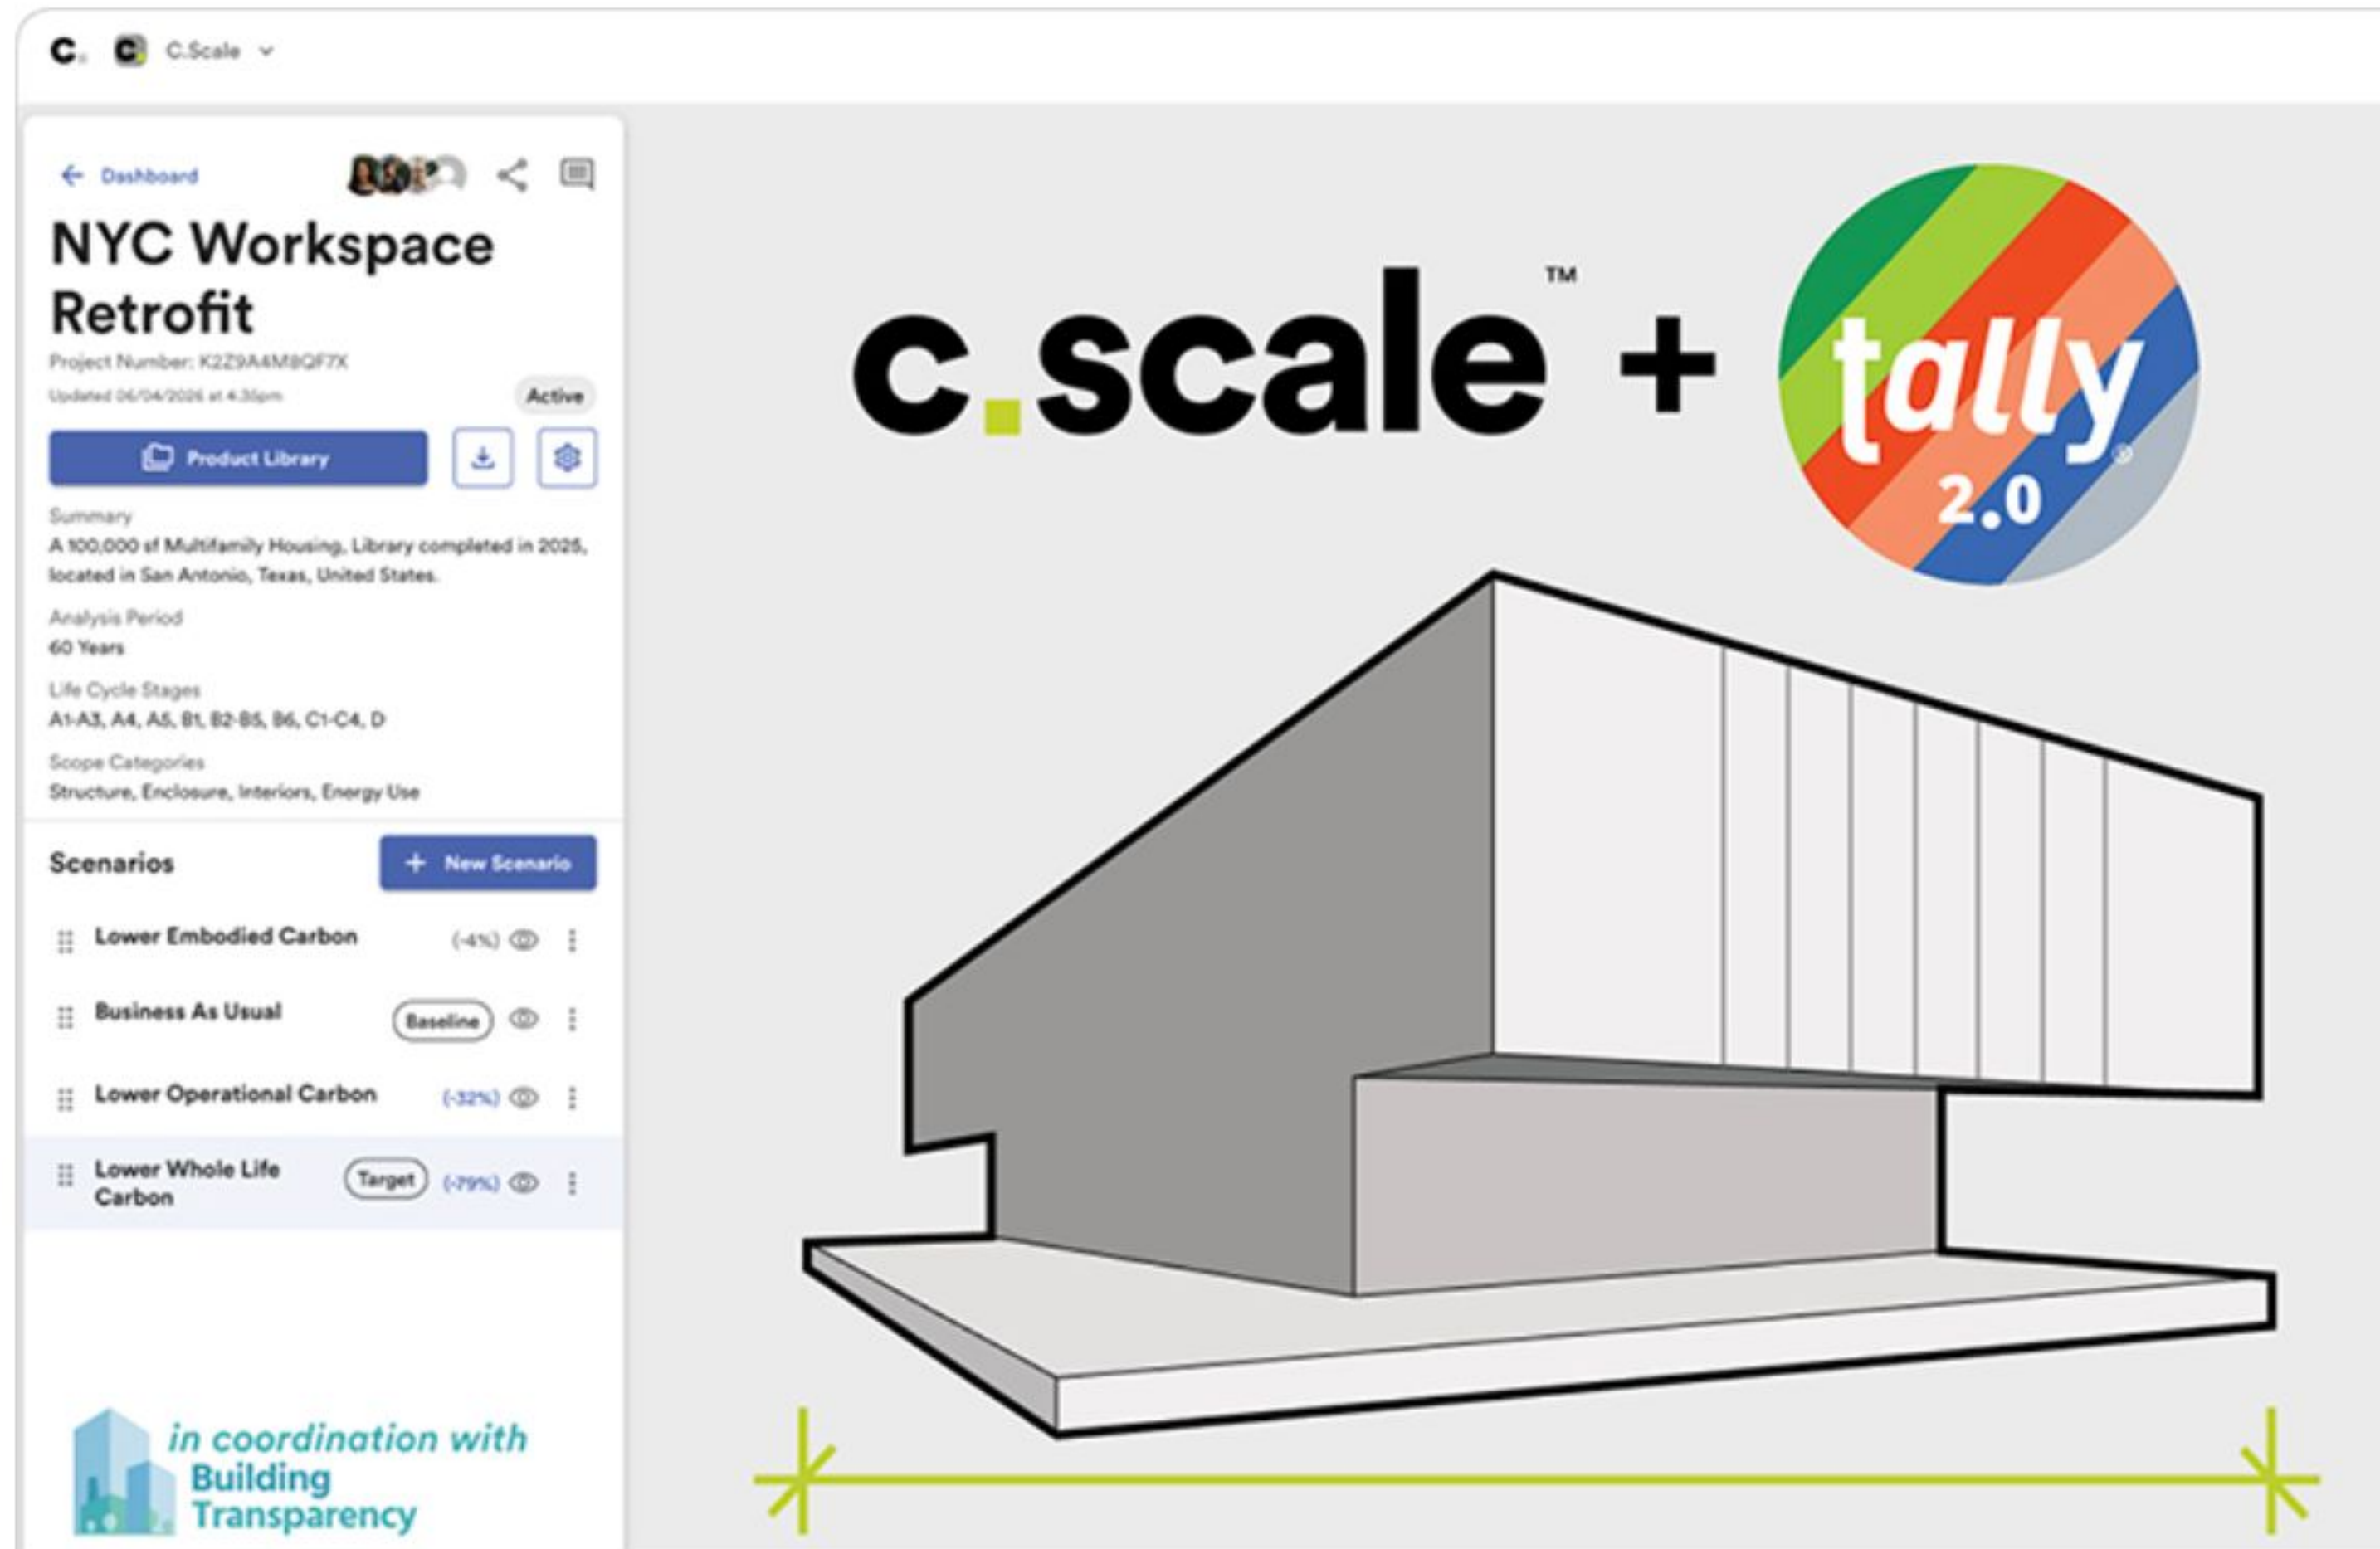 c. C. C.Scale
Dashboard
NYC Workspace
Retrofit
Project Number: K2Z9A4M8QF7X
Updated 06/04/2026 at 4:35pm
Active
Product Library
Summary
A 100,000 sf Multifamily Housing, Library completed in 2025,
located in San Antonio, Texas, United States.
Analysis Period
60 Years
Life Cycle Stages
A1-A3, A4, A5, B1, B2-B5, B6, C1-C4, D
Scope Categories
Structure, Enclosure, Interiors, Energy Use
Scenarios
+ New Scenario
Lower Embodied Carbon (-4%)
Business As Usual Baseline
Lower Operational Carbon (-32%)
Lower Whole Life
Carbon
Target (-79%)
in coordination with
Building
Transparency
c.scale™ +
tally®
2.0